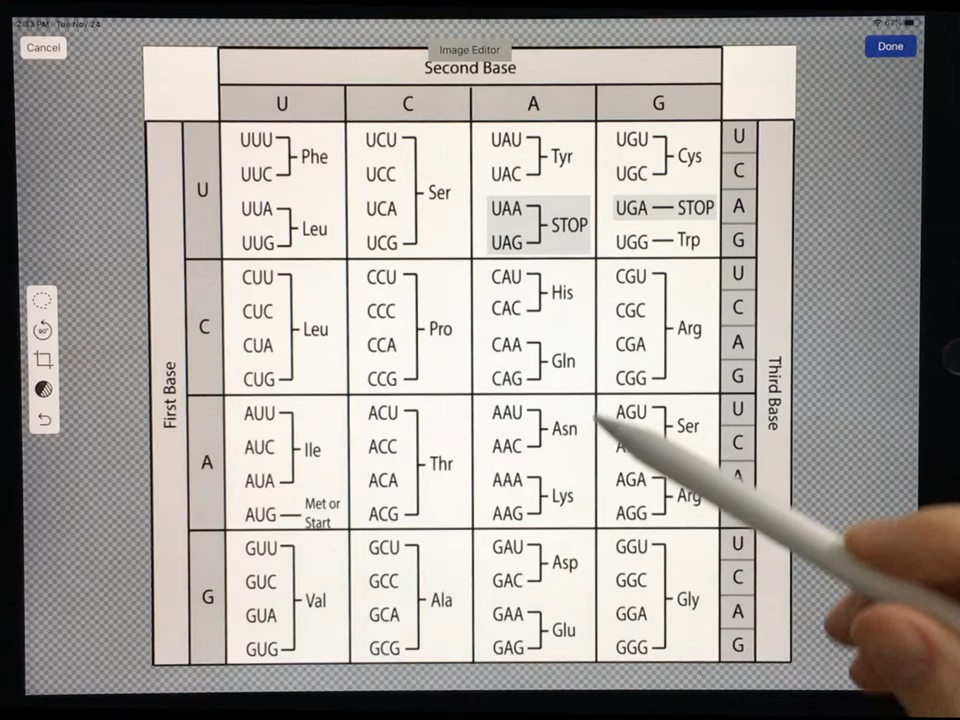 2:53 PM Tue Nov 24
67%
Cancel
Image Editor
Done
Second Base
U C A G
First Base
Third Base
U
UUU UCU UAU UGU U
Phe Tyr Cys
UUC UCC UAC UGC C
Ser
UUA UCA UAA UGA STOP A
Leu STOP
UUG UCG UAG UGG Trp G
C
CUU CCU CAU CGU U
His
CUC CCC CAC CGC C
Leu Pro Arg
CUA CCA CAA CGA A
Gln
CUG CCG CAG CGG G
A
AUU ACU AAU AGU U
Asn Ser
AUC ACC AAC C
Ile Thr
AUA ACA AAA AGA A
Lys Arg
AUG Met or ACG AAG AGG
Start
G
GUU GCU GAU GGU U
Asp
GUC GCC GAC GGC C
Val Ala Gly
GUA GCA GAA GGA A
Glu
GUG GCG GAG GGG G
90°